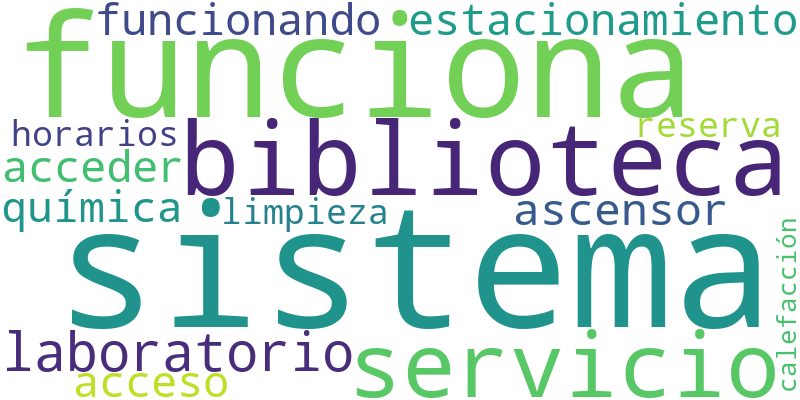 funcionando estacionamiento
funciona
horarios biblioteca reserva
acceder
química limpieza ascensor
sistema
calefacción
laboratorio servicio
acceso